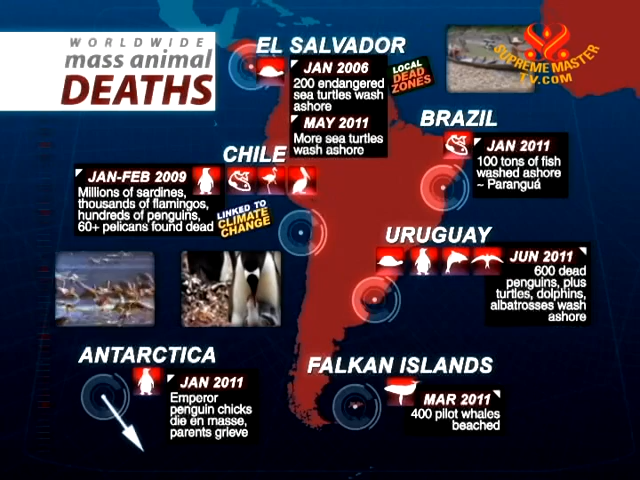 WORLDWIDE
mass animal
DEATHS
SUPREME MASTER
TV.COM
EL SALVADOR
JAN 2006
200 endangered
sea turtles wash
ashore
MAY 2011
More sea turtles
wash ashore
LOCAL
DEAD
ZONES
BRAZIL
JAN 2011
100 tons of fish
washed ashore
~ Paranguá
CHILE
JAN-FEB 2009
Millions of sardines,
thousands of flamingos,
hundreds of penguins,
60+ pelicans found dead
LINKED TO
CLIMATE
CHANGE
URUGUAY
JUN 2011
600 dead
penguins, plus
turtles, dolphins,
albatrosses wash
ashore
ANTARCTICA
JAN 2011
Emperor
penguin chicks
die en masse,
parents grieve
FALKAN ISLANDS
MAR 2011
400 pilot whales
beached